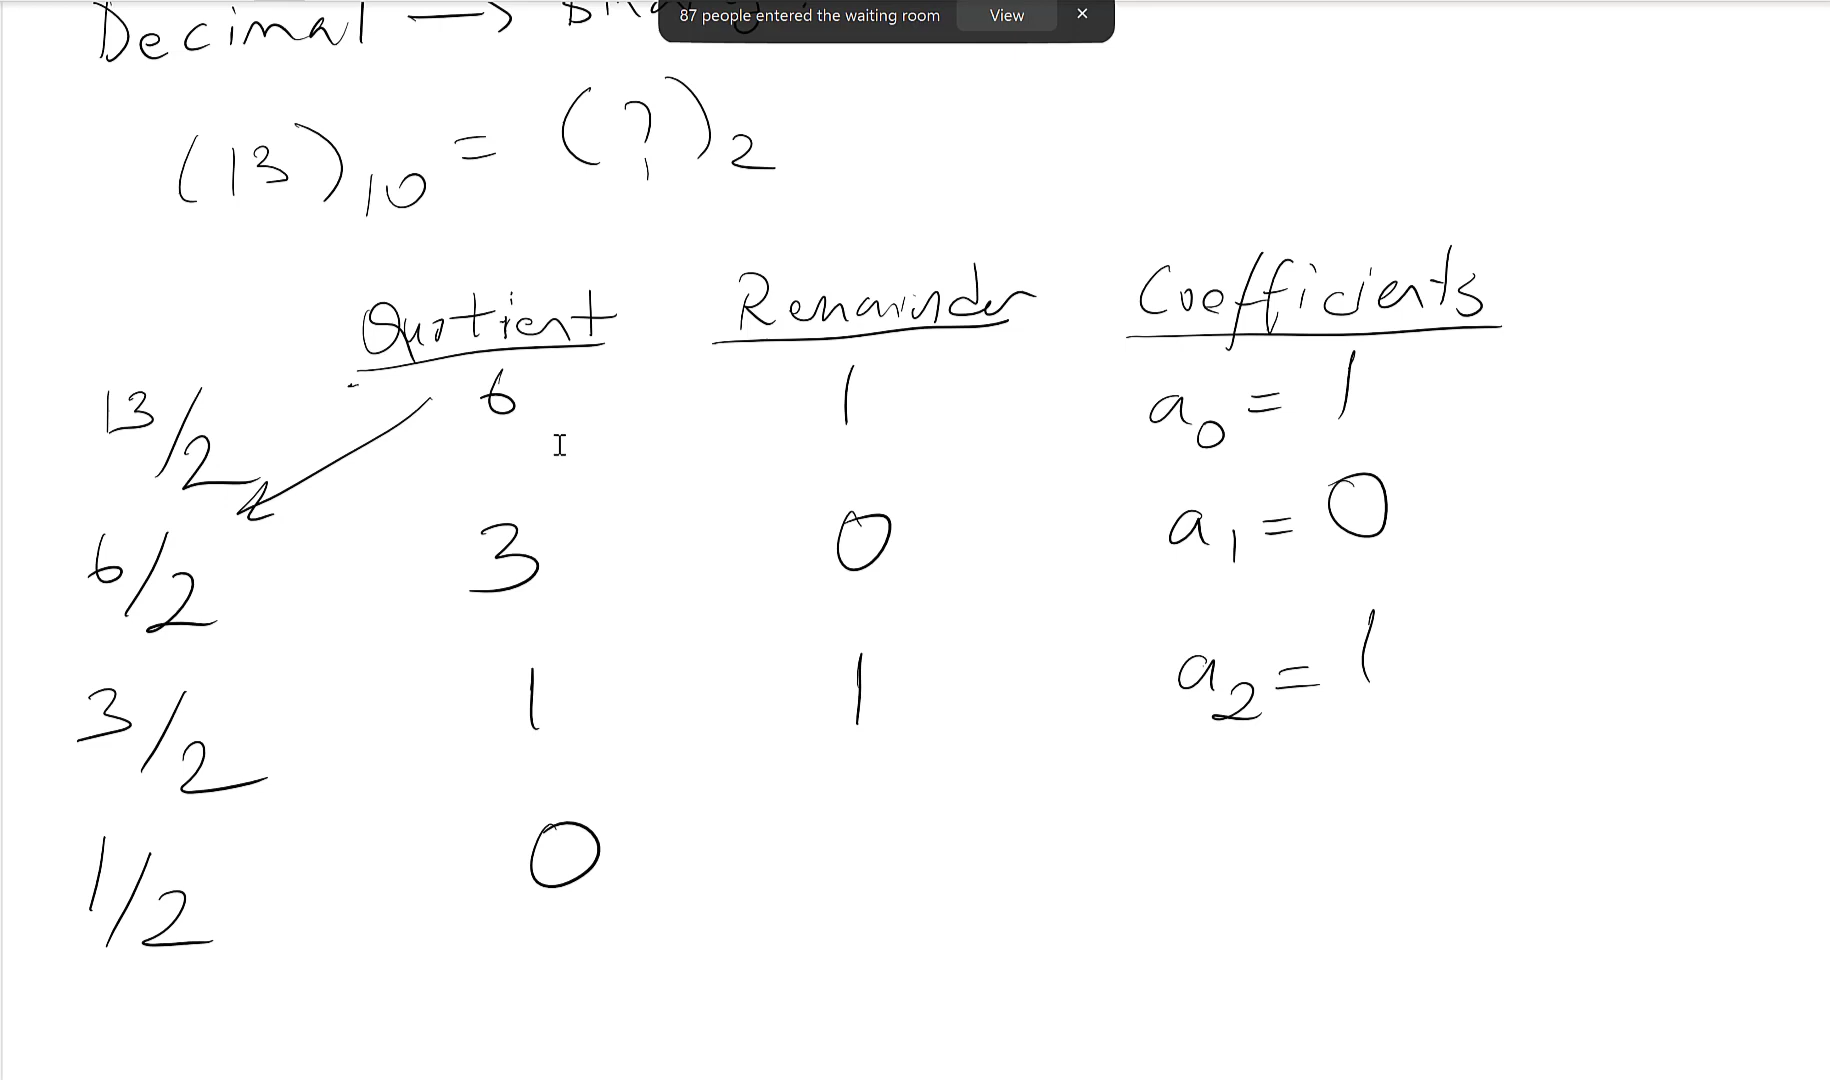 Decimal →
87 people entered the waiting room View ×
(13)10 = (?)2
Quotient Remainder Coefficients
13/2 6 1 a0 = 1
6/2 3 0 a1 = 0
3/2 1 1 a2 = 1
1/2 0